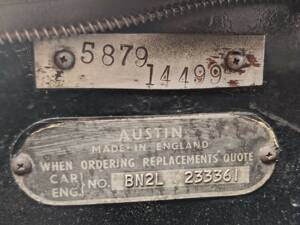 5879
14499
AUSTIN
MADE IN ENGLAND
WHEN ORDERING REPLACEMENTS QUOTE
CAR
ENG. NO. BN2L 233361